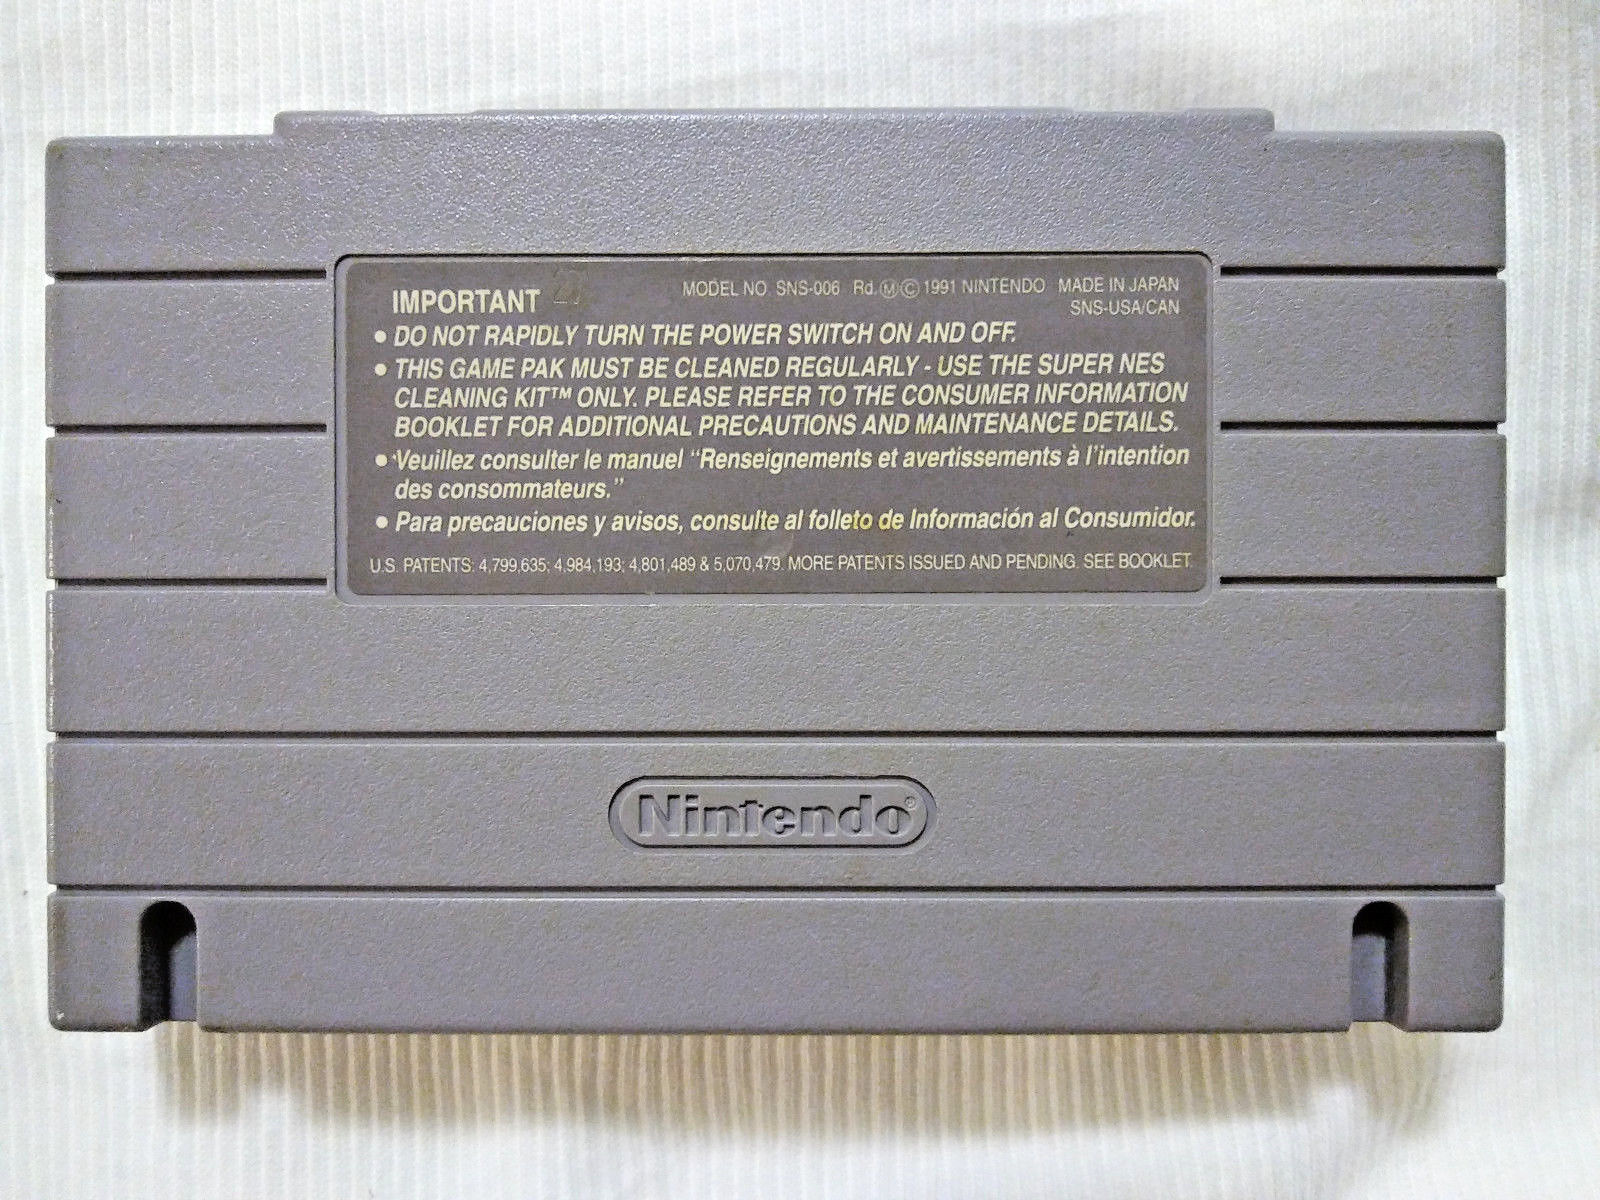 IMPORTANT
MODEL NO. SNS-006 Rd.ⓂⒸ 1991 NINTENDO MADE IN JAPAN
SNS-USA/CAN
• DO NOT RAPIDLY TURN THE POWER SWITCH ON AND OFF.
• THIS GAME PAK MUST BE CLEANED REGULARLY - USE THE SUPER NES
CLEANING KIT™ ONLY. PLEASE REFER TO THE CONSUMER INFORMATION
BOOKLET FOR ADDITIONAL PRECAUTIONS AND MAINTENANCE DETAILS.
• Veuillez consulter le manuel "Renseignements et avertissements à l'intention
des consommateurs."
• Para precauciones y avisos, consulte al folleto de Información al Consumidor.
U.S. PATENTS: 4,799,635; 4,984,193; 4,801,489 & 5,070,479. MORE PATENTS ISSUED AND PENDING. SEE BOOKLET.
Nintendo®